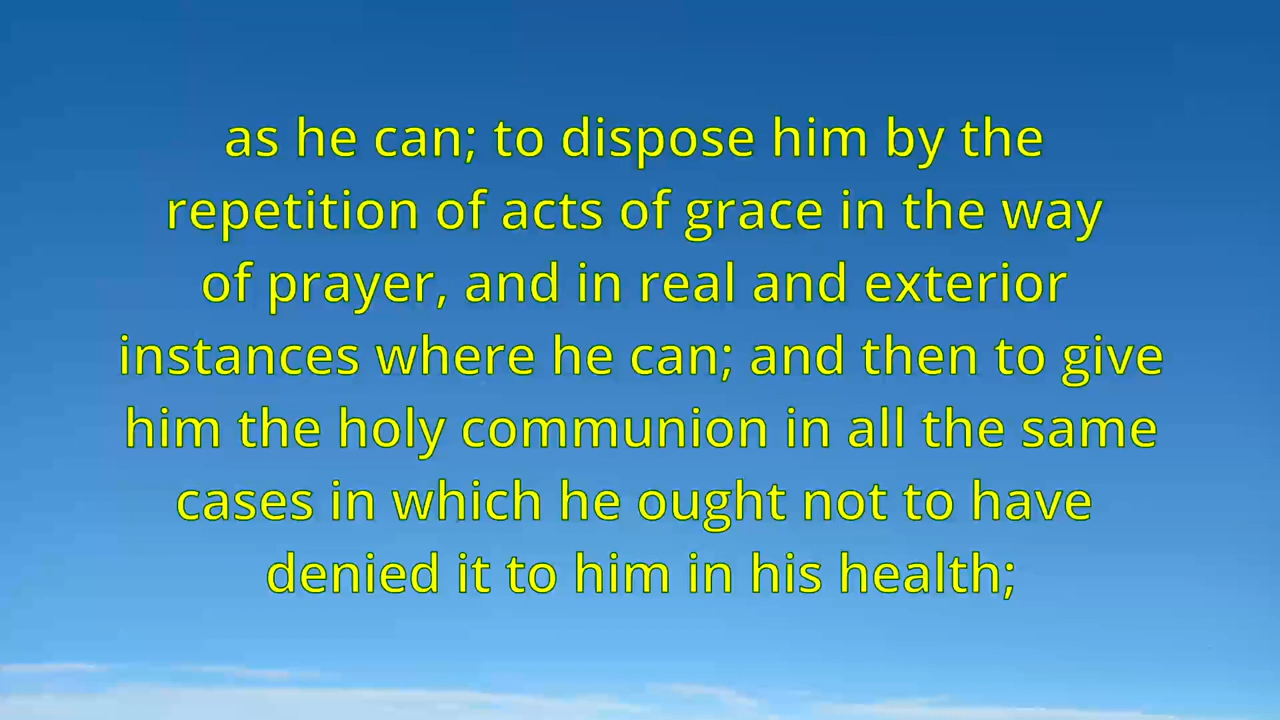 as he can; to dispose him by the
repetition of acts of grace in the way
of prayer, and in real and exterior
instances where he can; and then to give
him the holy communion in all the same
cases in which he ought not to have
denied it to him in his health;